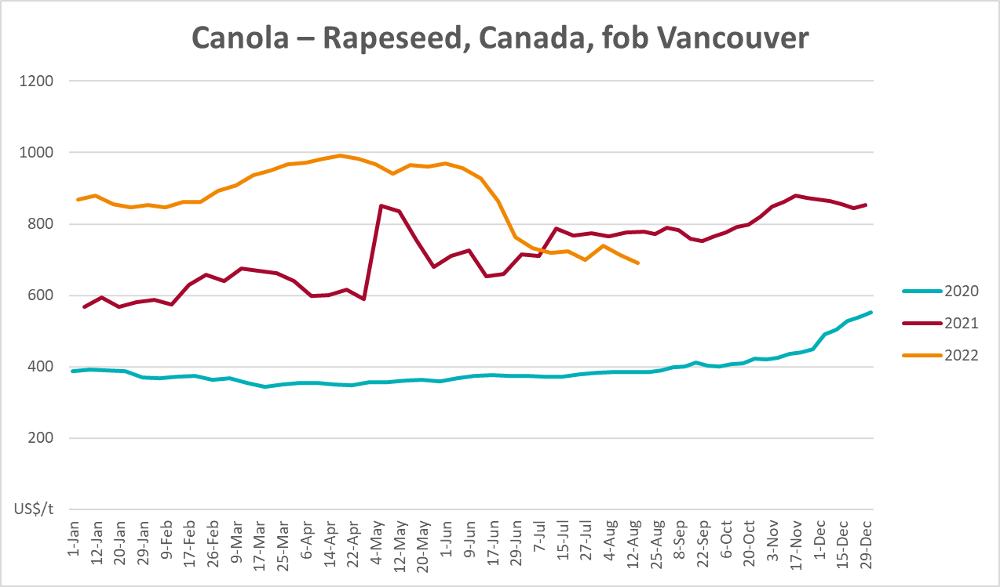 Canola – Rapeseed, Canada, fob Vancouver
1200
1000
800
600
400
200
US$/t
1-Jan
12-Jan
20-Jan
29-Jan
9-Feb
17-Feb
26-Feb
9-Mar
17-Mar
25-Mar
6-Apr
14-Apr
22-Apr
4-May
12-May
20-May
1-Jun
9-Jun
17-Jun
29-Jun
7-Jul
15-Jul
27-Jul
4-Aug
12-Aug
25-Aug
8-Sep
22-Sep
6-Oct
20-Oct
3-Nov
17-Nov
1-Dec
15-Dec
29-Dec
2020
2021
2022